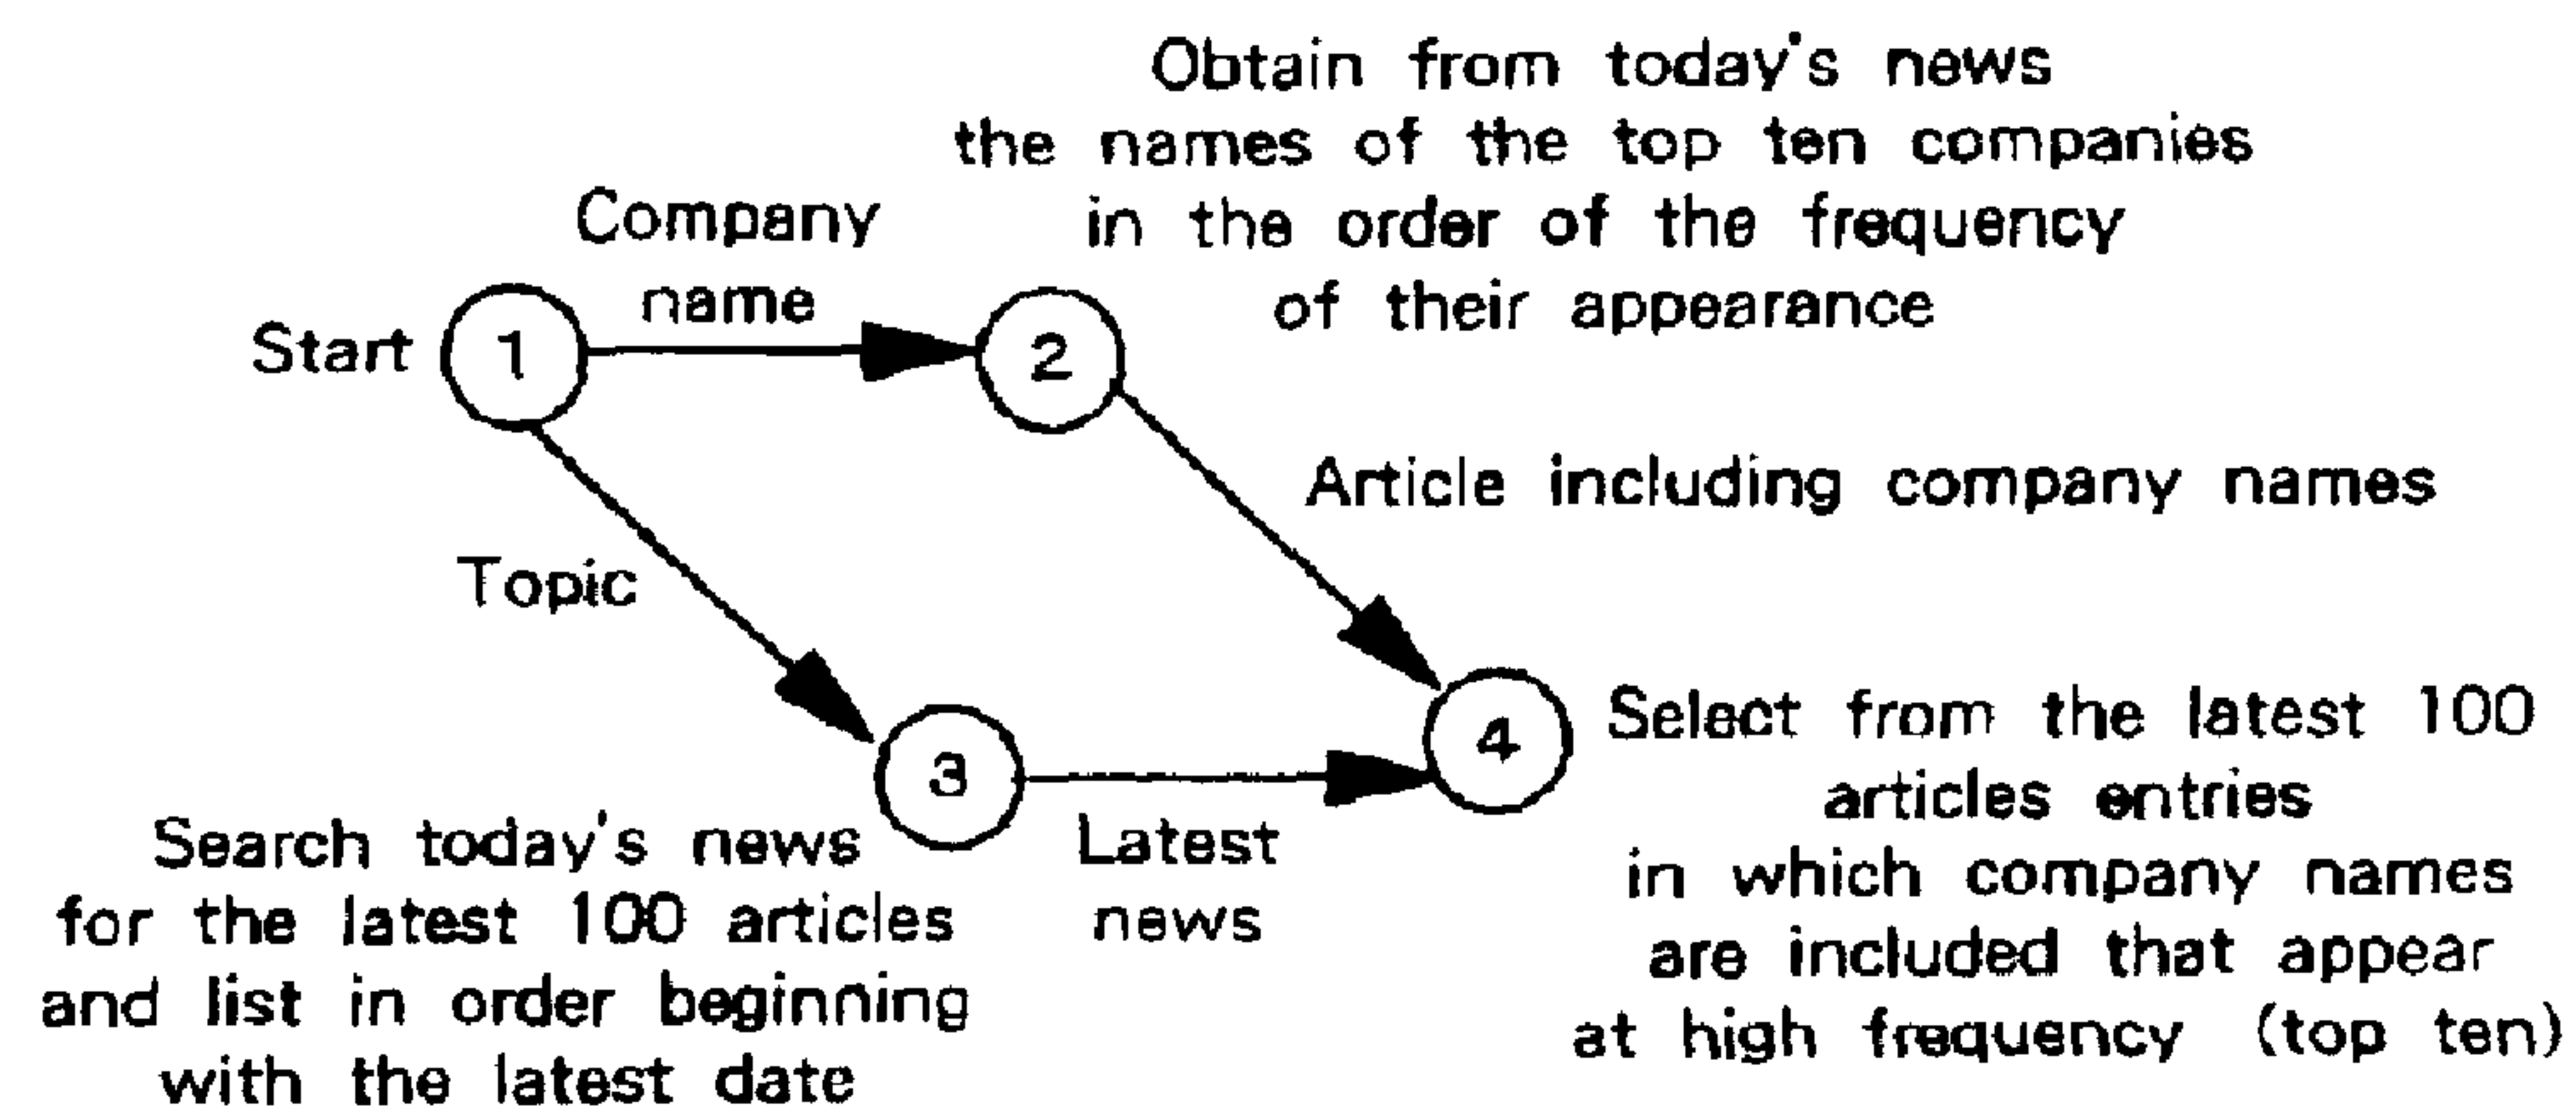 Obtain from today's news
the names of the top ten companies
in the order of the frequency
of their appearance
Company
name
Start
1
2
Article including company names
Topic
3
4
Select from the latest 100
articles entries
in which company names
are included that appear
at high frequency (top ten)
Search today's news
for the latest 100 articles
and list in order beginning
with the latest date
Latest
news